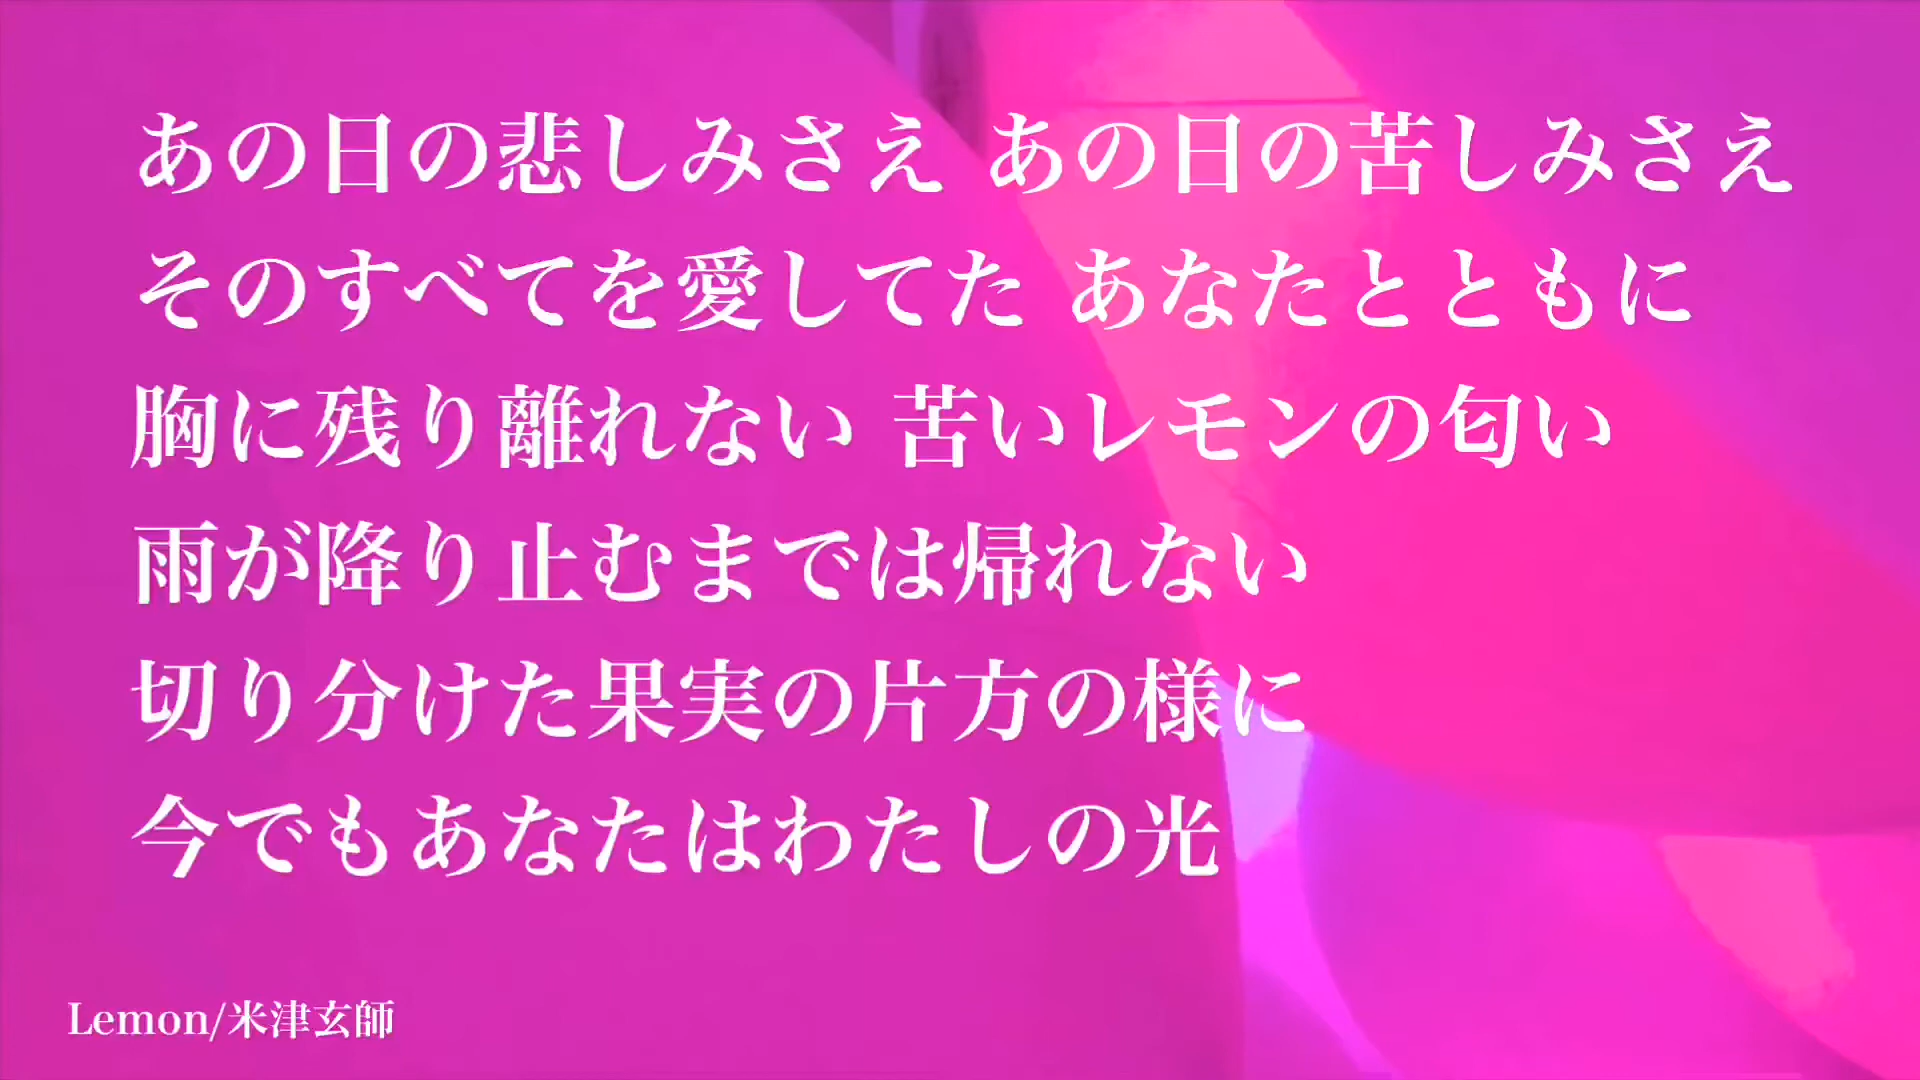 あの日の悲しみさえ あの日の苦しみさえ
そのすべてを愛してた あなたとともに
胸に残り離れない 苦いレモンの匂い
雨が降り止むまでは帰れない
切り分けた果実の片方の様に
今でもあなたはわたしの光
Lemon/米津玄師